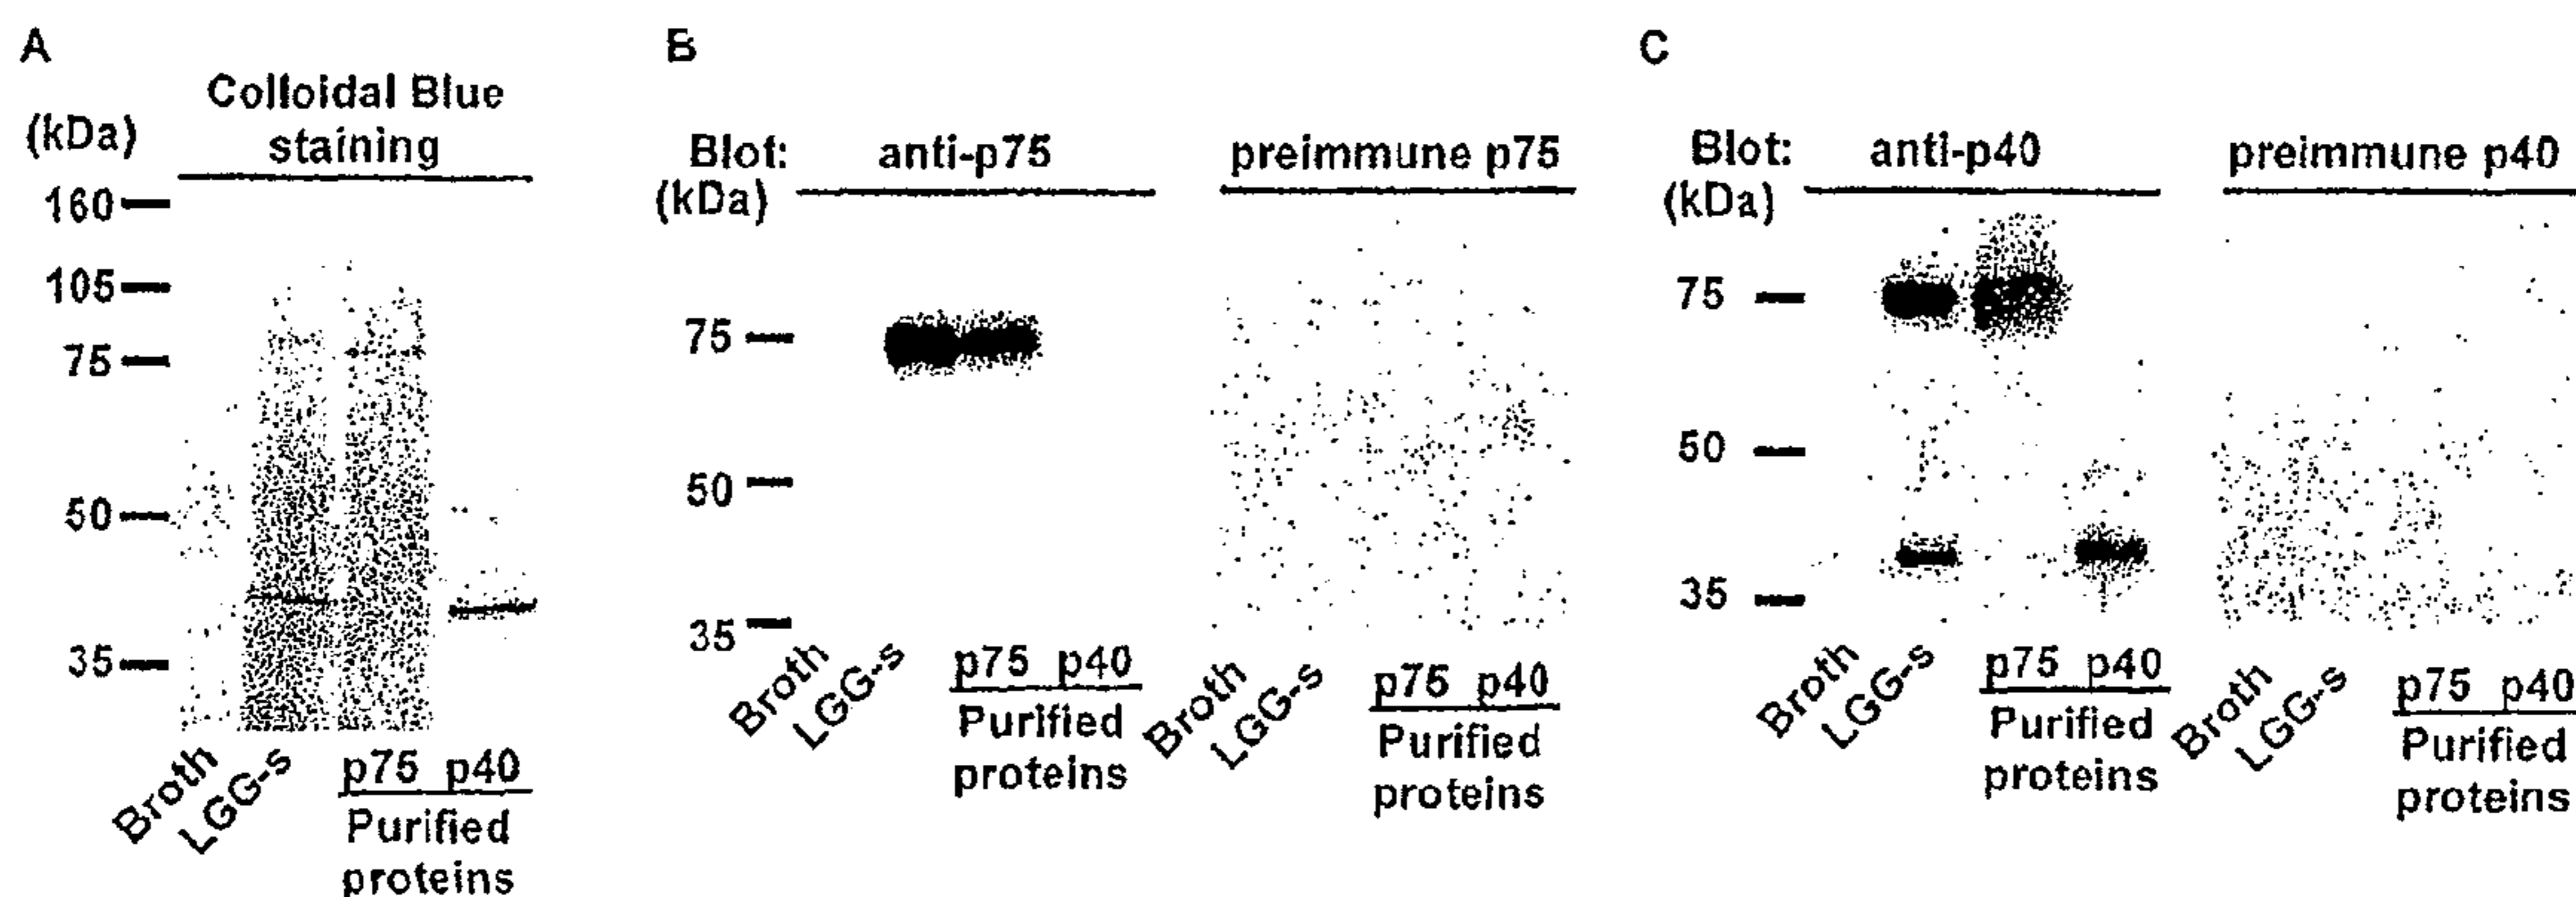 A
Colloidal Blue
staining
(kDa)
160
105
75
50
35
Broth
LGG-s
p75 p40
Purified
proteins
B
Blot:
(kDa)
anti-p75
preimmune p75
75
50
35
Broth
LGG-s
p75 p40
Purified
proteins
Broth
LGG-s
p75 p40
Purified
proteins
C
Blot:
(kDa)
anti-p40
preimmune p40
75
50
35
Broth
LGG-s
p75 p40
Purified
proteins
Broth
LGG-s
p75 p40
Purified
proteins